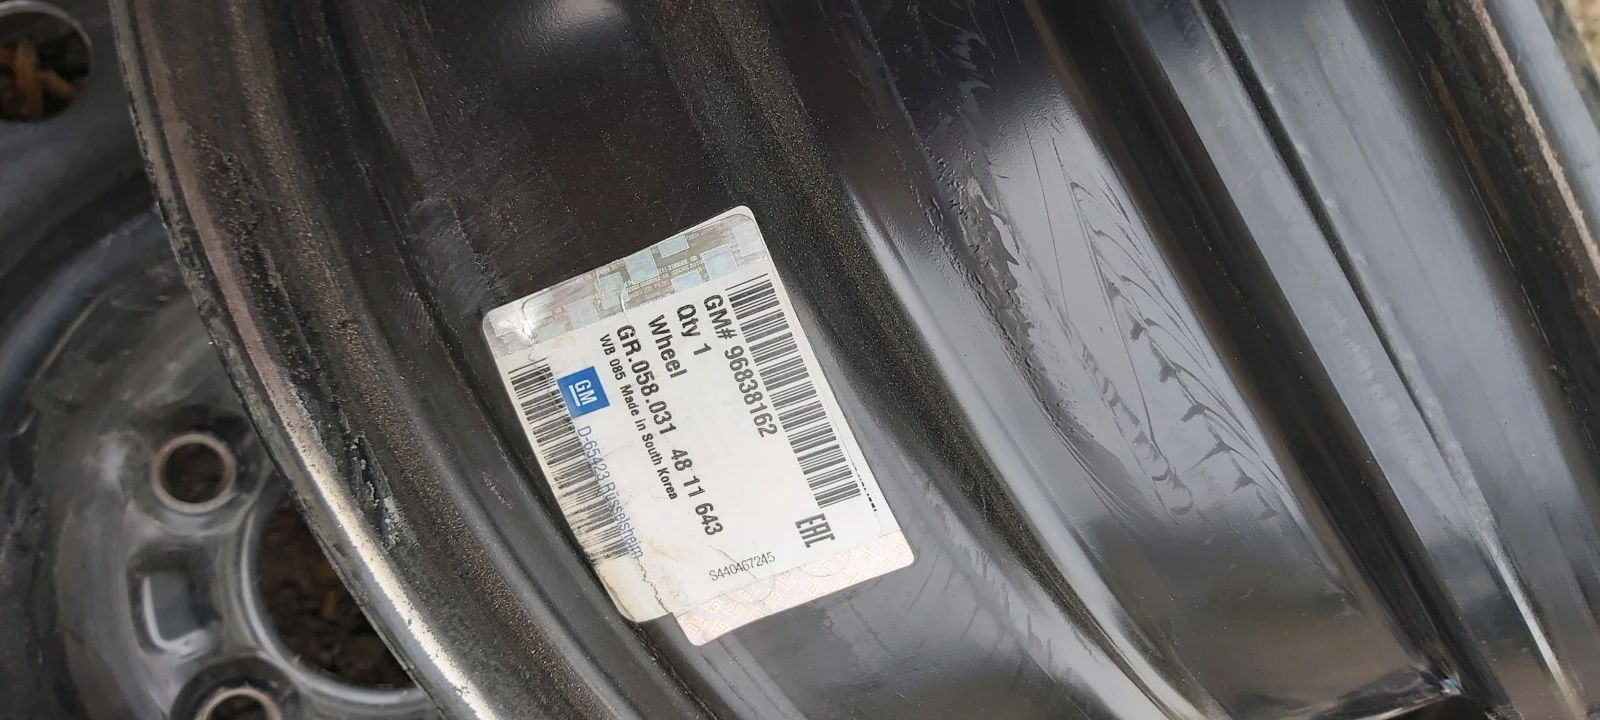 GM# 96838162
Qty 1
Wheel
GR.058.031 48 11 643
WB 085 Made in South Korea
GM
D-65423 Rüsselsheim
EAC
S440467245